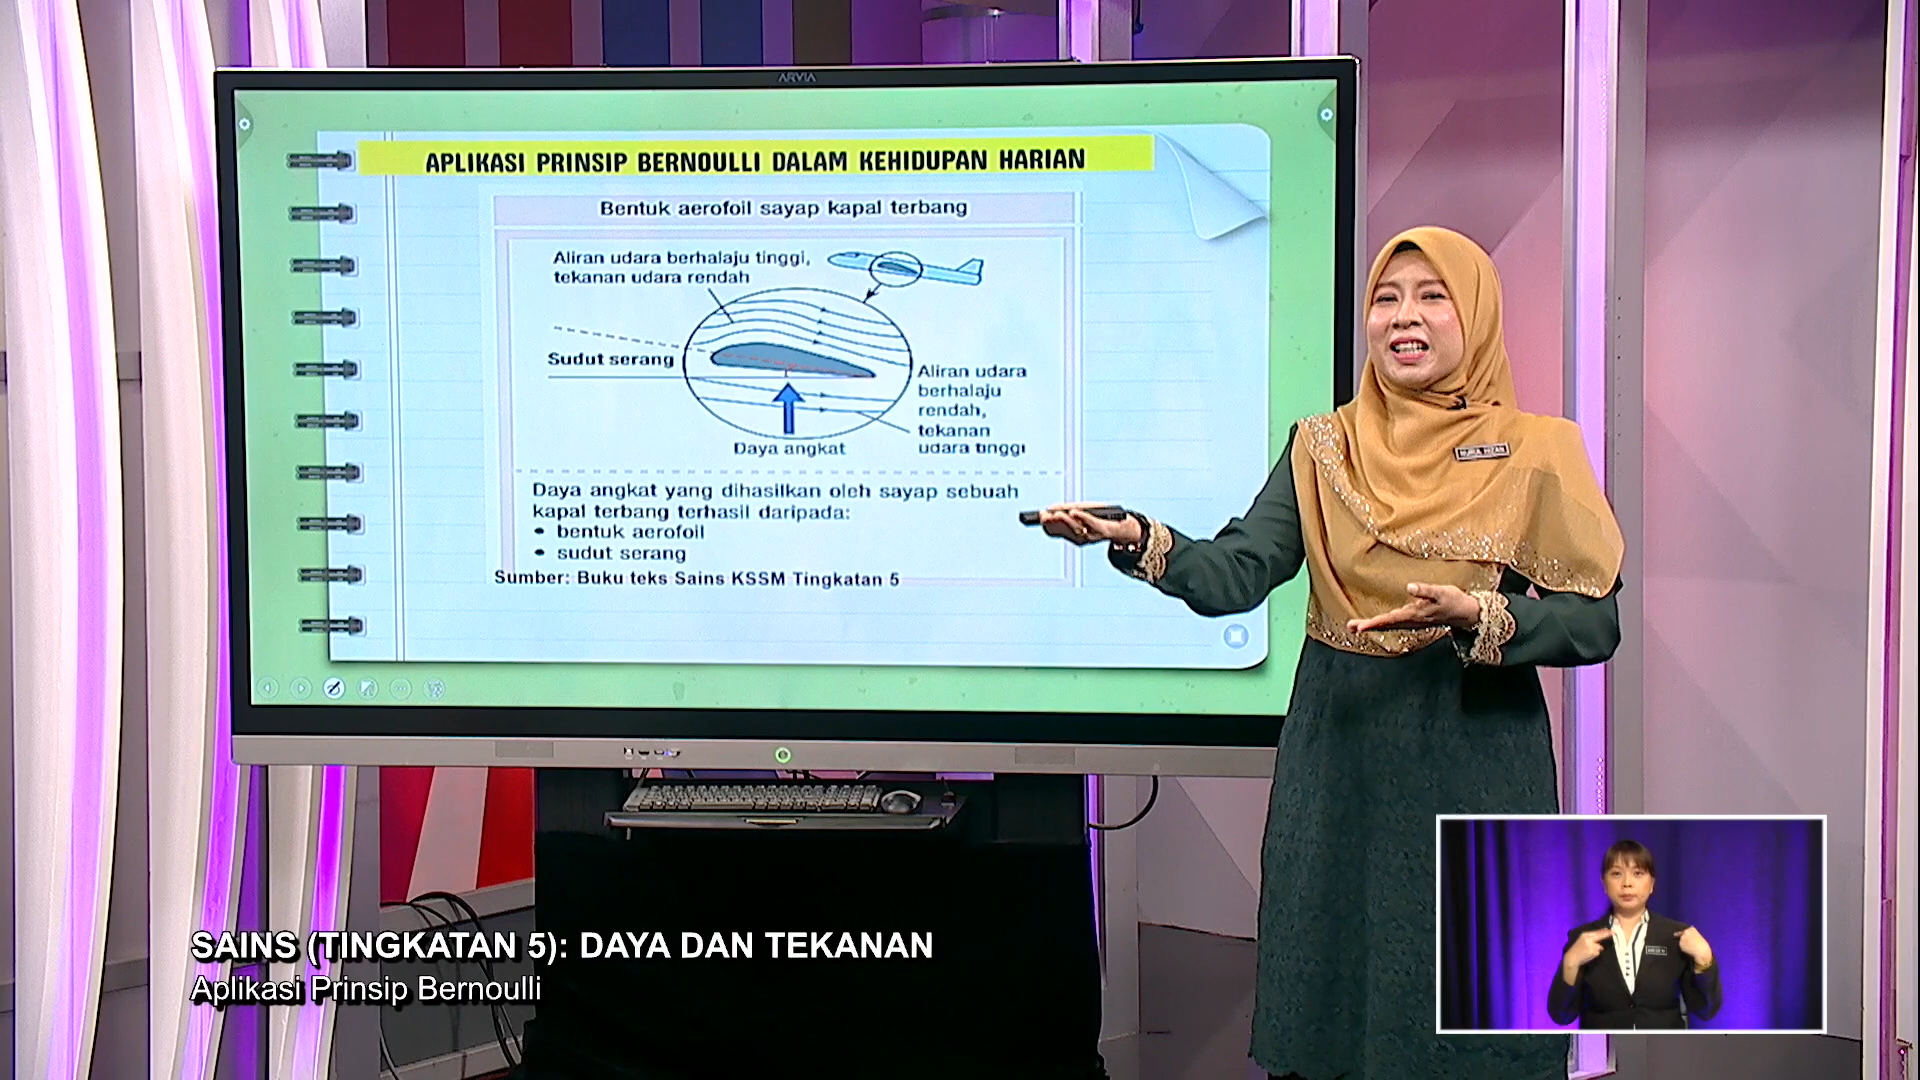 ARVIA
APLIKASI PRINSIP BERNOULLI DALAM KEHIDUPAN HARIAN
Bentuk aerofoil sayap kapal terbang
Aliran udara berhalaju tinggi,
tekanan udara rendah
Sudut serang
Aliran udara
berhalaju
rendah,
tekanan
udara tinggi
Daya angkat
Daya angkat yang dihasilkan oleh sayap sebuah
kapal terbang terhasil daripada:
• bentuk aerofoil
• sudut serang
Sumber: Buku teks Sains KSSM Tingkatan 5
SAINS (TINGKATAN 5): DAYA DAN TEKANAN
Aplikasi Prinsip Bernoulli